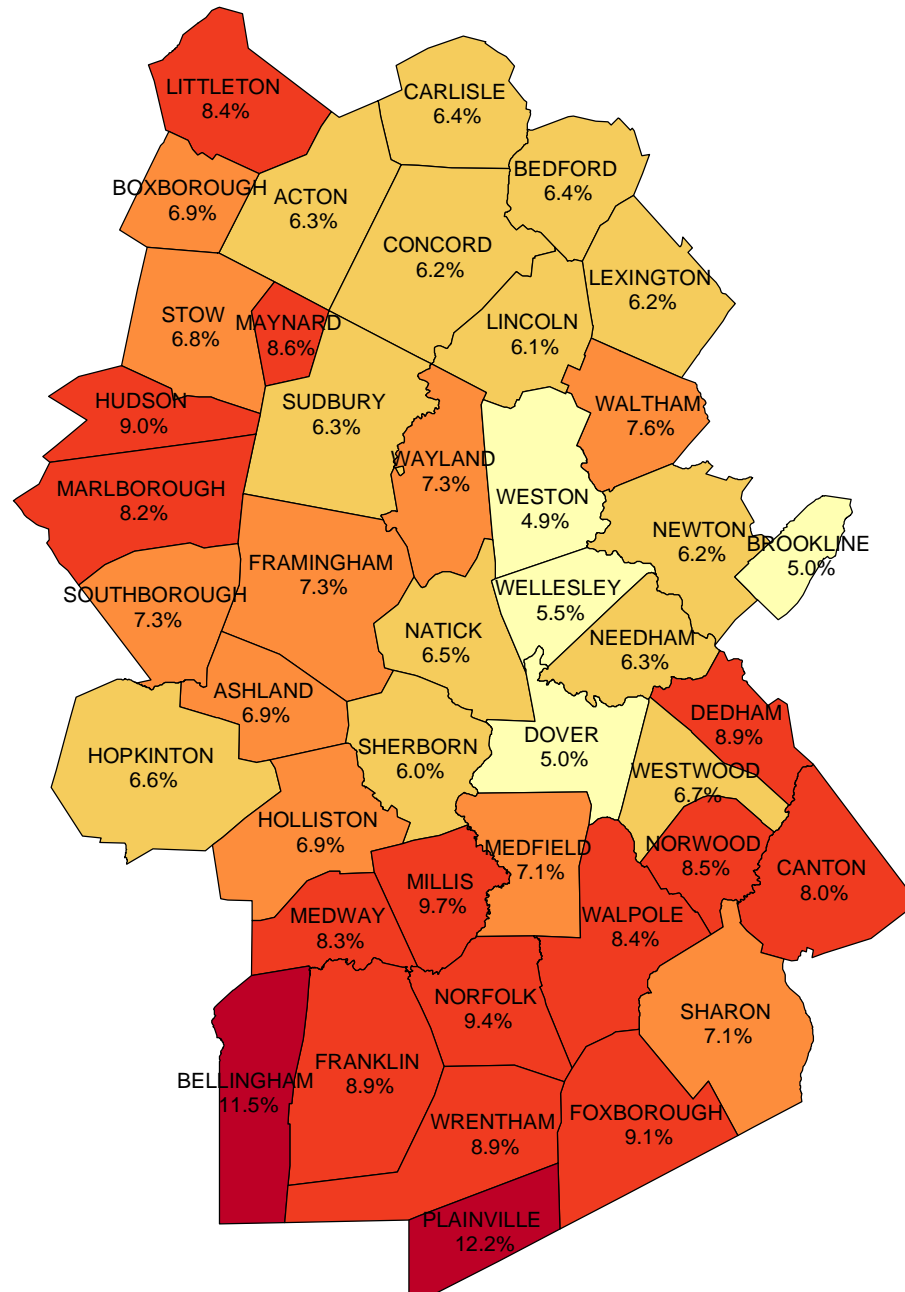 LITTLETON
8.4%
CARLISLE
6.4%
BOXBOROUGH
6.9%
ACTON
6.3%
BEDFORD
6.4%
CONCORD
6.2%
LEXINGTON
6.2%
STOW
6.8%
MAYNARD
8.6%
LINCOLN
6.1%
HUDSON
9.0%
SUDBURY
6.3%
WALTHAM
7.6%
MARLBOROUGH
8.2%
WAYLAND
7.3%
WESTON
4.9%
NEWTON
6.2%
BROOKLINE
5.0%
FRAMINGHAM
7.3%
SOUTHBOROUGH
7.3%
WELLESLEY
5.5%
NATICK
6.5%
NEEDHAM
6.3%
ASHLAND
6.9%
DEDHAM
8.9%
HOPKINTON
6.6%
SHERBORN
6.0%
DOVER
5.0%
WESTWOOD
6.7%
HOLLISTON
6.9%
MEDFIELD
7.1%
NORWOOD
8.5%
CANTON
8.0%
MILLIS
9.7%
MEDWAY
8.3%
WALPOLE
8.4%
NORFOLK
9.4%
SHARON
7.1%
FRANKLIN
8.9%
BELLINGHAM
11.5%
WRENTHAM
8.9%
FOXBOROUGH
9.1%
PLAINVILLE
12.2%